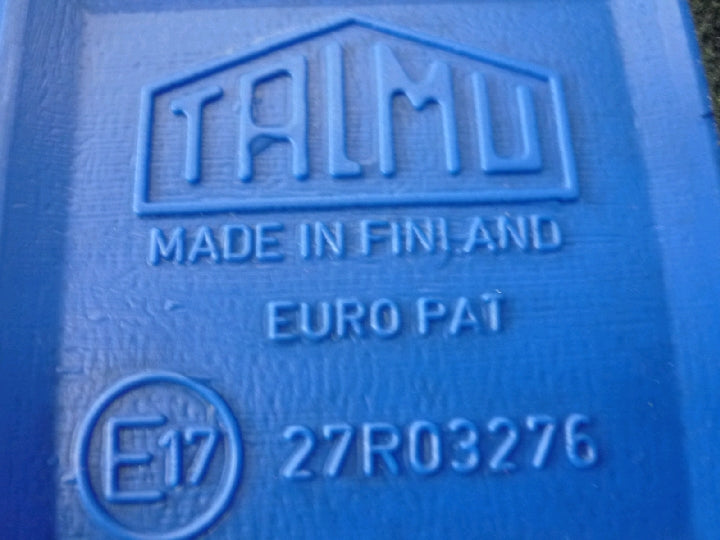 TALMU
MADE IN FINLAND
EURO PAT
E17 27R03276